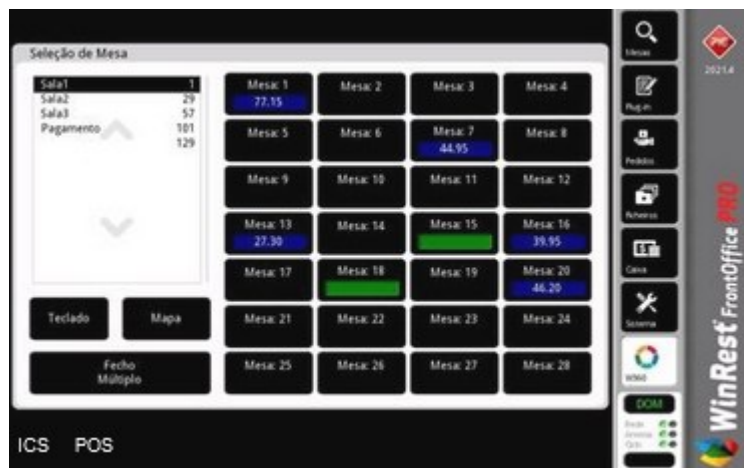 Seleção de Mesa
Sala1 1
Sala2 29
Sala3 57
Pagamento 101
129
Mesa: 1
77.15
Mesa: 2
Mesa: 3
Mesa: 4
Mesa: 5
Mesa: 6
Mesa: 7
44.95
Mesa: 8
Mesa: 9
Mesa: 10
Mesa: 11
Mesa: 12
Mesa: 13
27.30
Mesa: 14
Mesa: 15
Mesa: 16
39.95
Mesa: 17
Mesa: 18
Mesa: 19
Mesa: 20
46.20
Mesa: 21
Mesa: 22
Mesa: 23
Mesa: 24
Mesa: 25
Mesa: 26
Mesa: 27
Mesa: 28
Teclado
Mapa
Fecho
Múltiplo
Mesas
Plug-in
Pedidos
Ficheiros
Caixa
Sistema
W360
DOM
2021.4
WinRest FrontOffice PRO
ICS POS